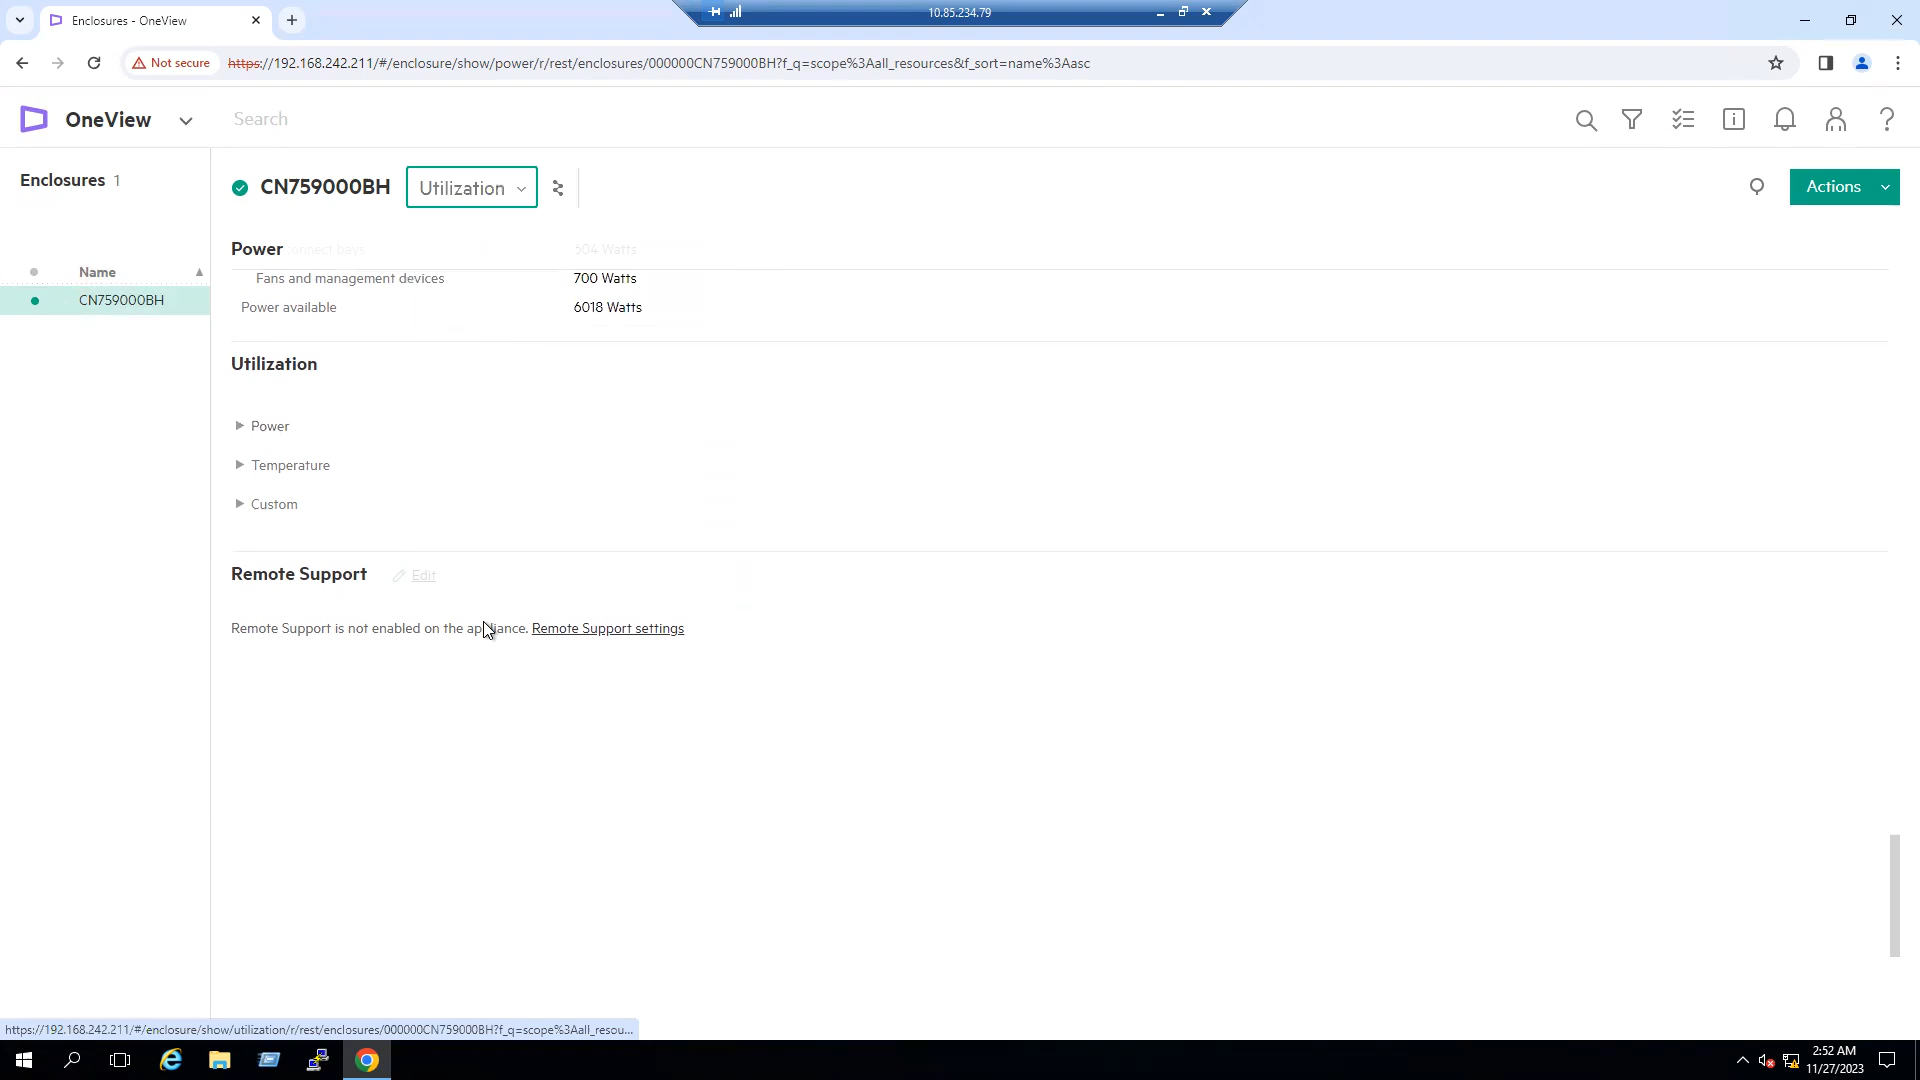 Enclosures - OneView
10.85.234.79
Not secure
https://192.168.242.211/#/enclosure/show/power/r/rest/enclosures/000000CN759000BH?f_q=scope%3Aall_resources&f_sort=name%3Aasc
OneView
Search
Enclosures 1
CN759000BH
Utilization
Actions
Power
onnect bays
504 Watts
Name
Fans and management devices
700 Watts
CN759000BH
Power available
6018 Watts
Utilization
Power
Temperature
Custom
Remote Support
Edit
Remote Support is not enabled on the appliance. Remote Support settings
https://192.168.242.211/#/enclosure/show/utilization/r/rest/enclosures/000000CN759000BH?f_q=scope%3Aall_resou...
2:52 AM
11/27/2023